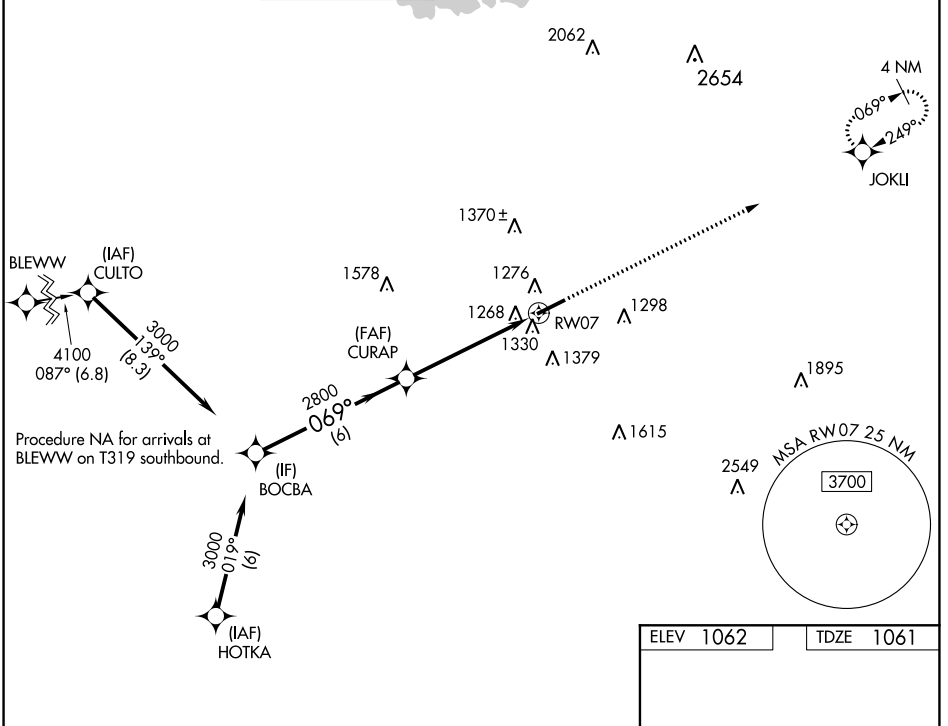 2062
2654
4 NM
069°
249°
JOKLI
1370 ±
BLEWW
(IAF)
CULTO
1578
1276
1268
RW07
1298
(FAF)
CURAP
1330
1379
3000
139°
(8.3)
4100
087° (6.8)
1895
2800
069°
(6)
Procedure NA for arrivals at
BLEWW on T319 southbound.
1615
MSA RW07 25 NM
(IF)
BOCBA
2549
3700
3000
019°
(6)
(IAF)
HOTKA
ELEV 1062
TDZE 1061